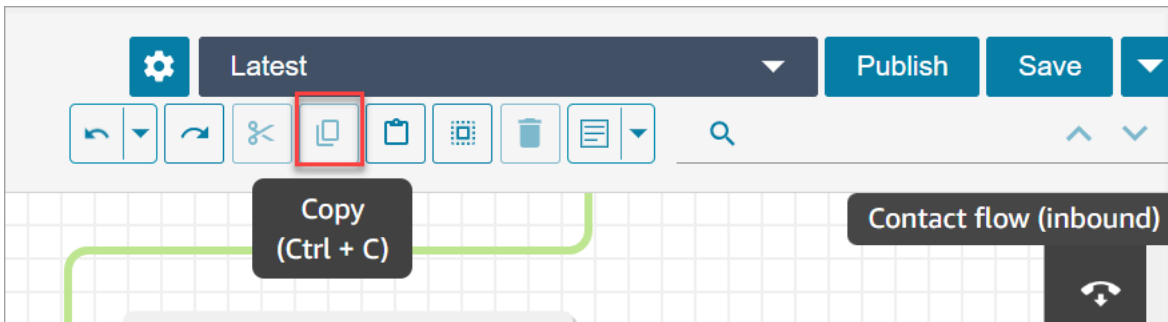 Latest
Publish
Save
Copy
(Ctrl + C)
Contact flow (inbound)